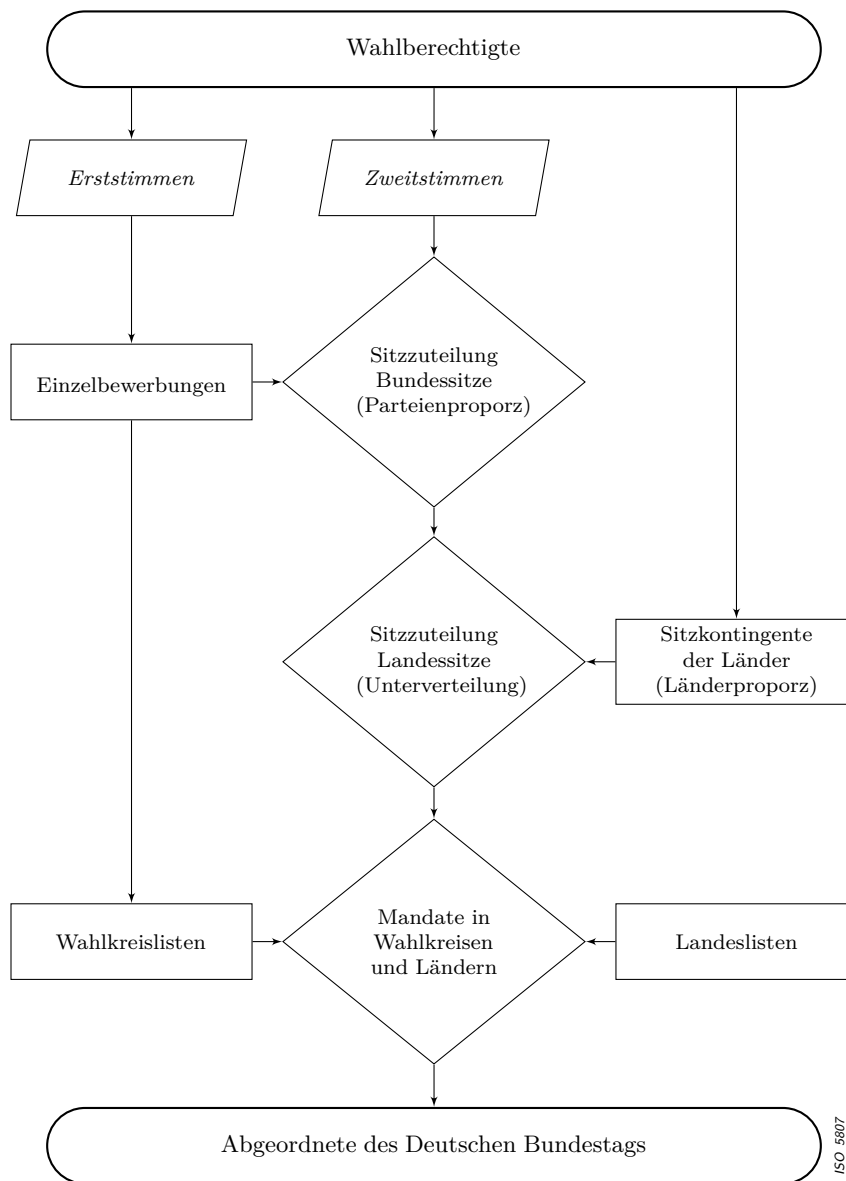 Wahlberechtigte
Erststimmen
Zweitstimmen
Einzelbewerbungen
Sitzzuteilung
Bundessitze
(Parteienproporz)
Sitzzuteilung
Landessitze
(Unterverteilung)
Sitzkontingente
der Länder
(Länderproporz)
Wahlkreislisten
Mandate in
Wahlkreisen
und Ländern
Landeslisten
Abgeordnete des Deutschen Bundestags
ISO 5807